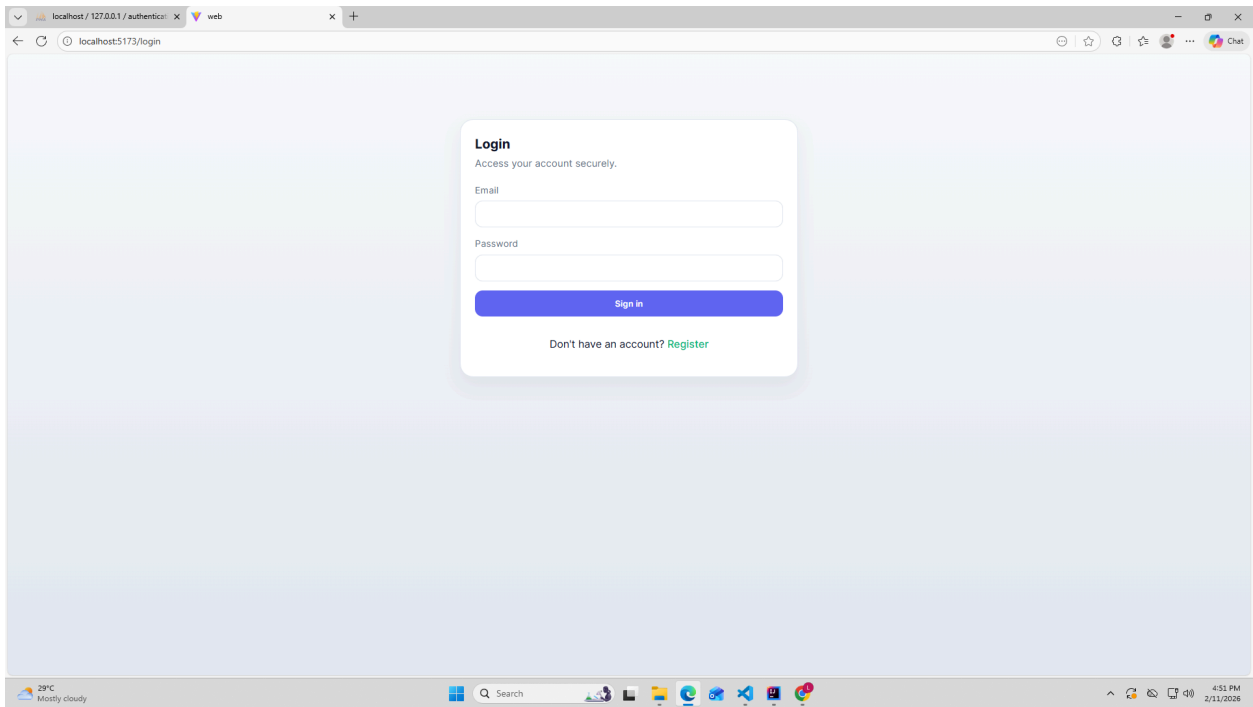 localhost / 127.0.0.1 / authenticat
web
localhost:5173/login
Chat
Login
Access your account securely.
Email
Password
Sign in
Don't have an account? Register
29°C
Mostly cloudy
Search
4:51 PM
2/11/2026